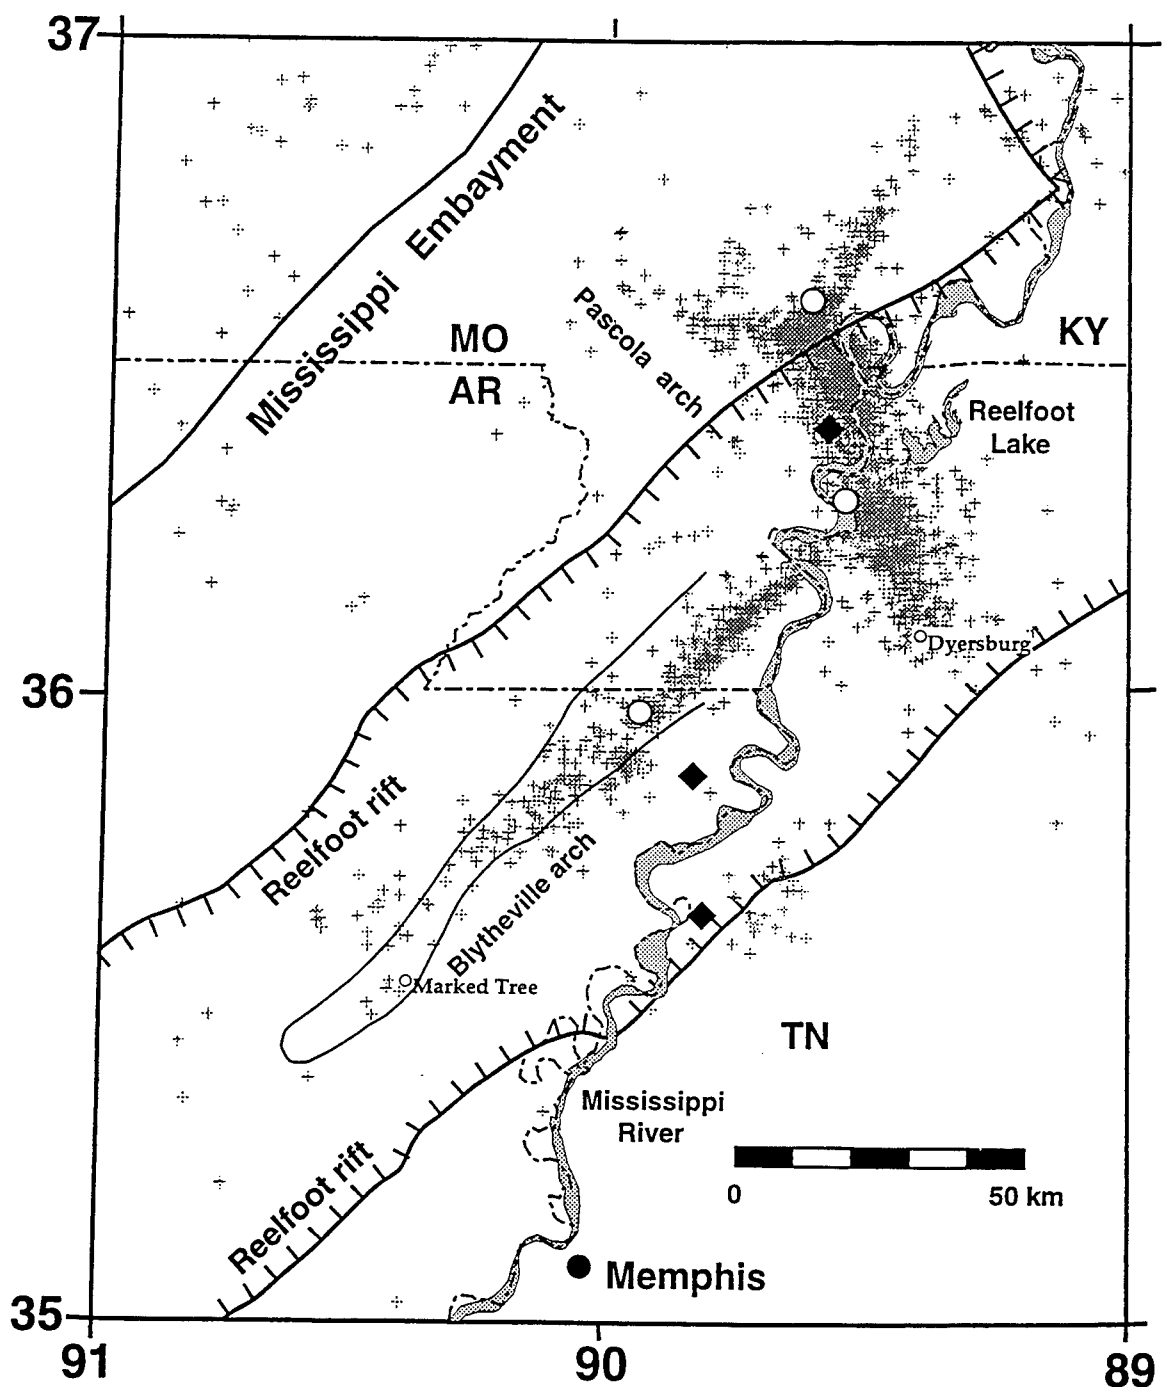 37
Mississippi Embayment
Pascola arch
MO
AR
KY
Reelfoot
Lake
Dyersburg
36
Reelfoot rift
Blytheville arch
Marked Tree
TN
Mississippi
River
Reelfoot rift
0 50 km
Memphis
35
91 90 89